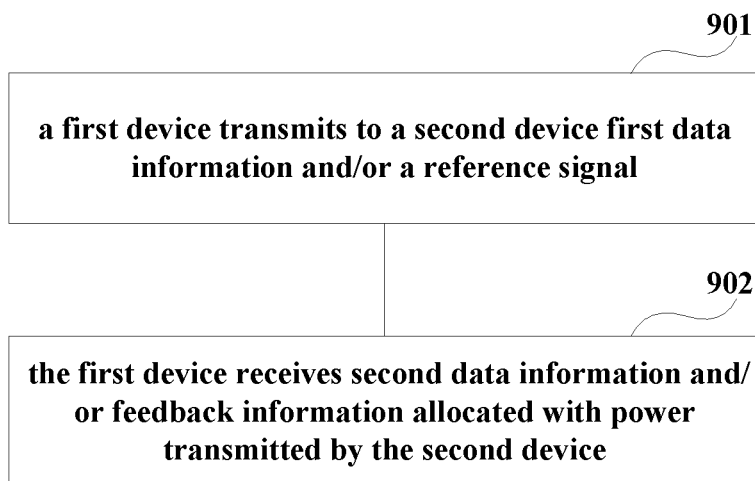 901
a first device transmits to a second device first data
information and/or a reference signal
902
the first device receives second data information and/
or feedback information allocated with power
transmitted by the second device